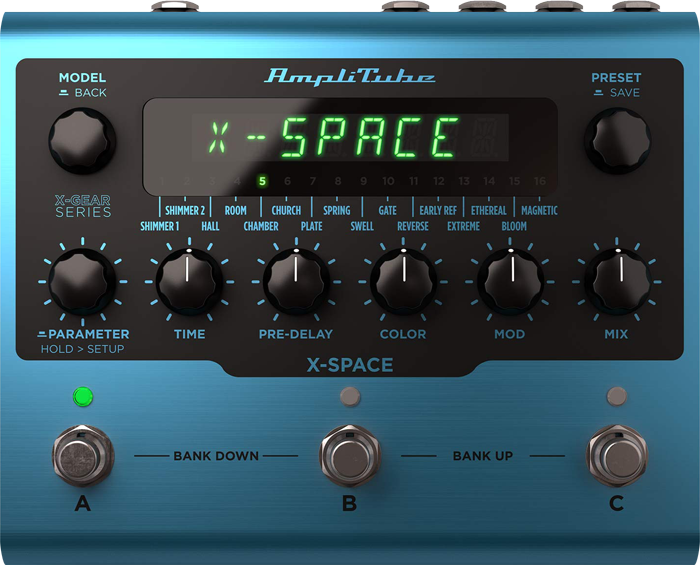 MODEL
BACK
AmpliTube
PRESET
SAVE
X-SPACE
1 2 3 4 5 6 7 8 9 10 11 12 13 14 15 16
X-GEAR
SERIES
SHIMMER 2 ROOM CHURCH SPRING GATE EARLY REF ETHEREAL MAGNETIC
SHIMMER 1 HALL CHAMBER PLATE SWELL REVERSE EXTREME BLOOM
PARAMETER TIME PRE-DELAY COLOR MOD MIX
HOLD > SETUP
X-SPACE
BANK DOWN BANK UP
A B C